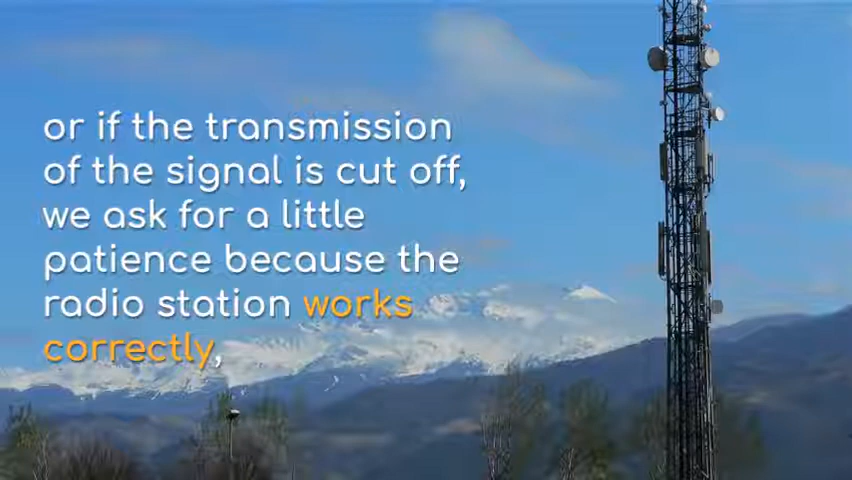 or if the transmission
of the signal is cut off,
we ask for a little
patience because the
radio station works
correctly,